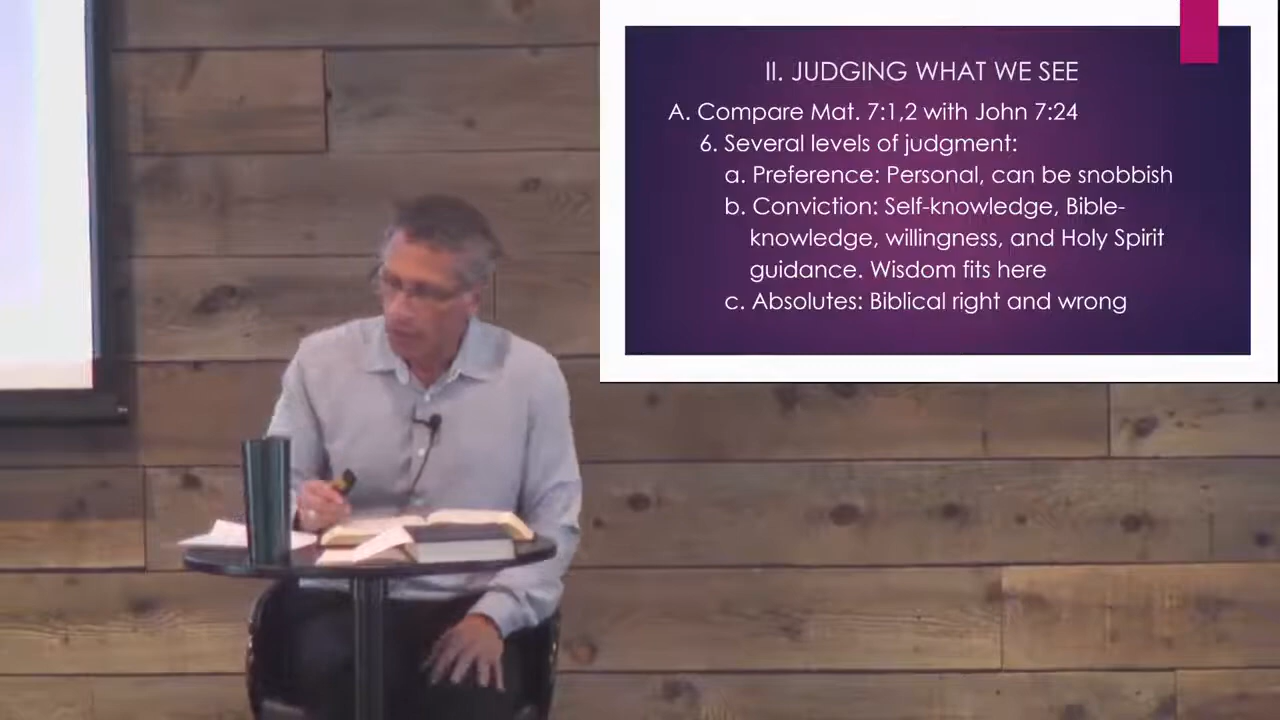 II. JUDGING WHAT WE SEE
A. Compare Mat. 7:1,2 with John 7:24
6. Several levels of judgment:
a. Preference: Personal, can be snobbish
b. Conviction: Self-knowledge, Bible-
knowledge, willingness, and Holy Spirit
guidance. Wisdom fits here
c. Absolutes: Biblical right and wrong